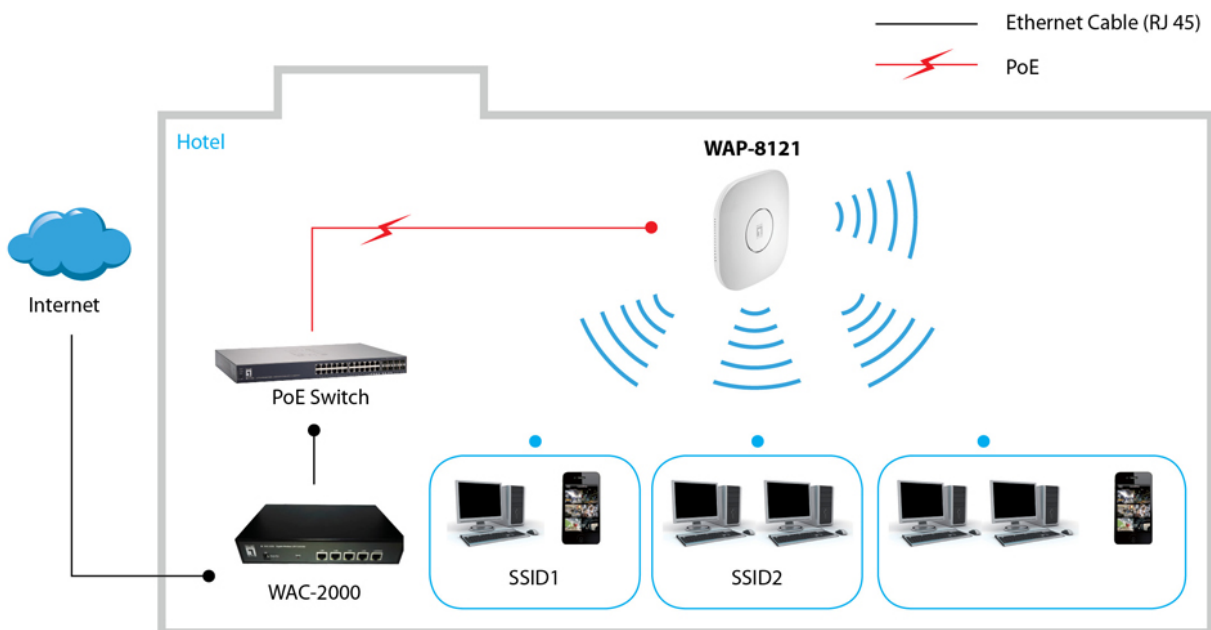 Ethernet Cable (RJ 45)
PoE
Hotel
WAP-8121
Internet
PoE Switch
WAC-2000
SSID1
SSID2